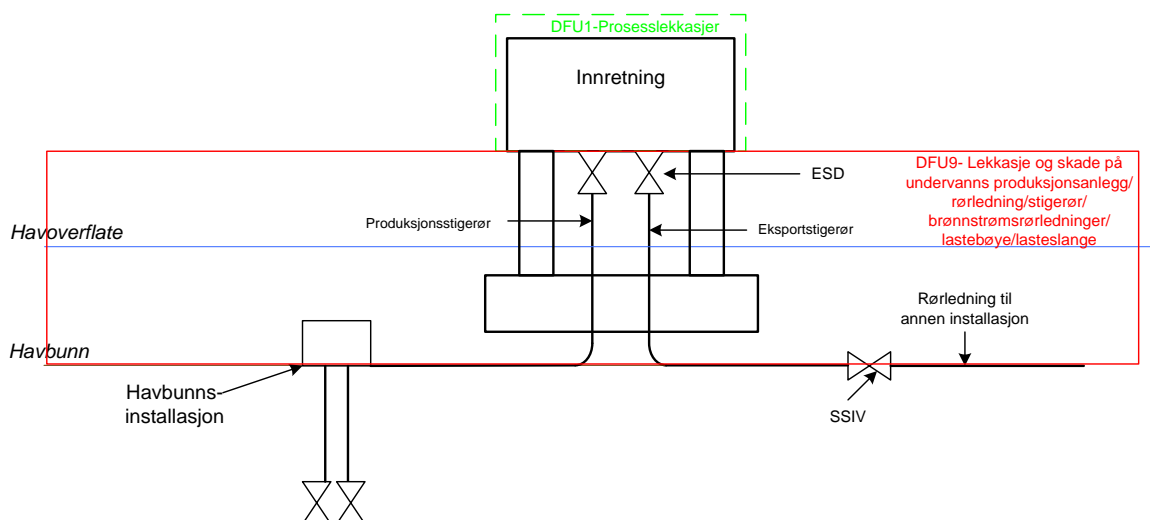 DFU1-Prosesslekkasjer
Innretning
DFU9- Lekkasje og skade på
undervanns produksjonsanlegg/
rørledning/stigerør/
brønnstrømsrørledninger/
lastebøye/lasteslange
ESD
Produksjonsstigerør
Eksportstigerør
Havoverflate
Rørledning til
annen installasjon
Havbunn
Havbunns-
installasjon
SSIV